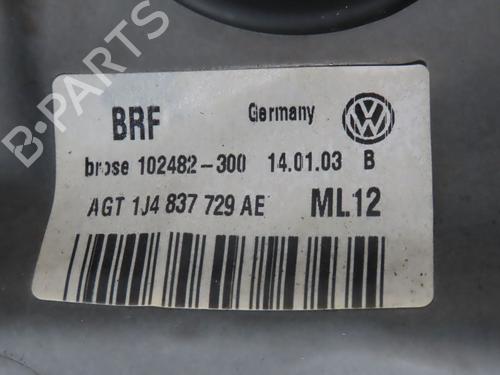 B-PARTS
BRF Germany
brose 102482-300 14.01.03 B
AGT 1J4 837 729 AE ML12